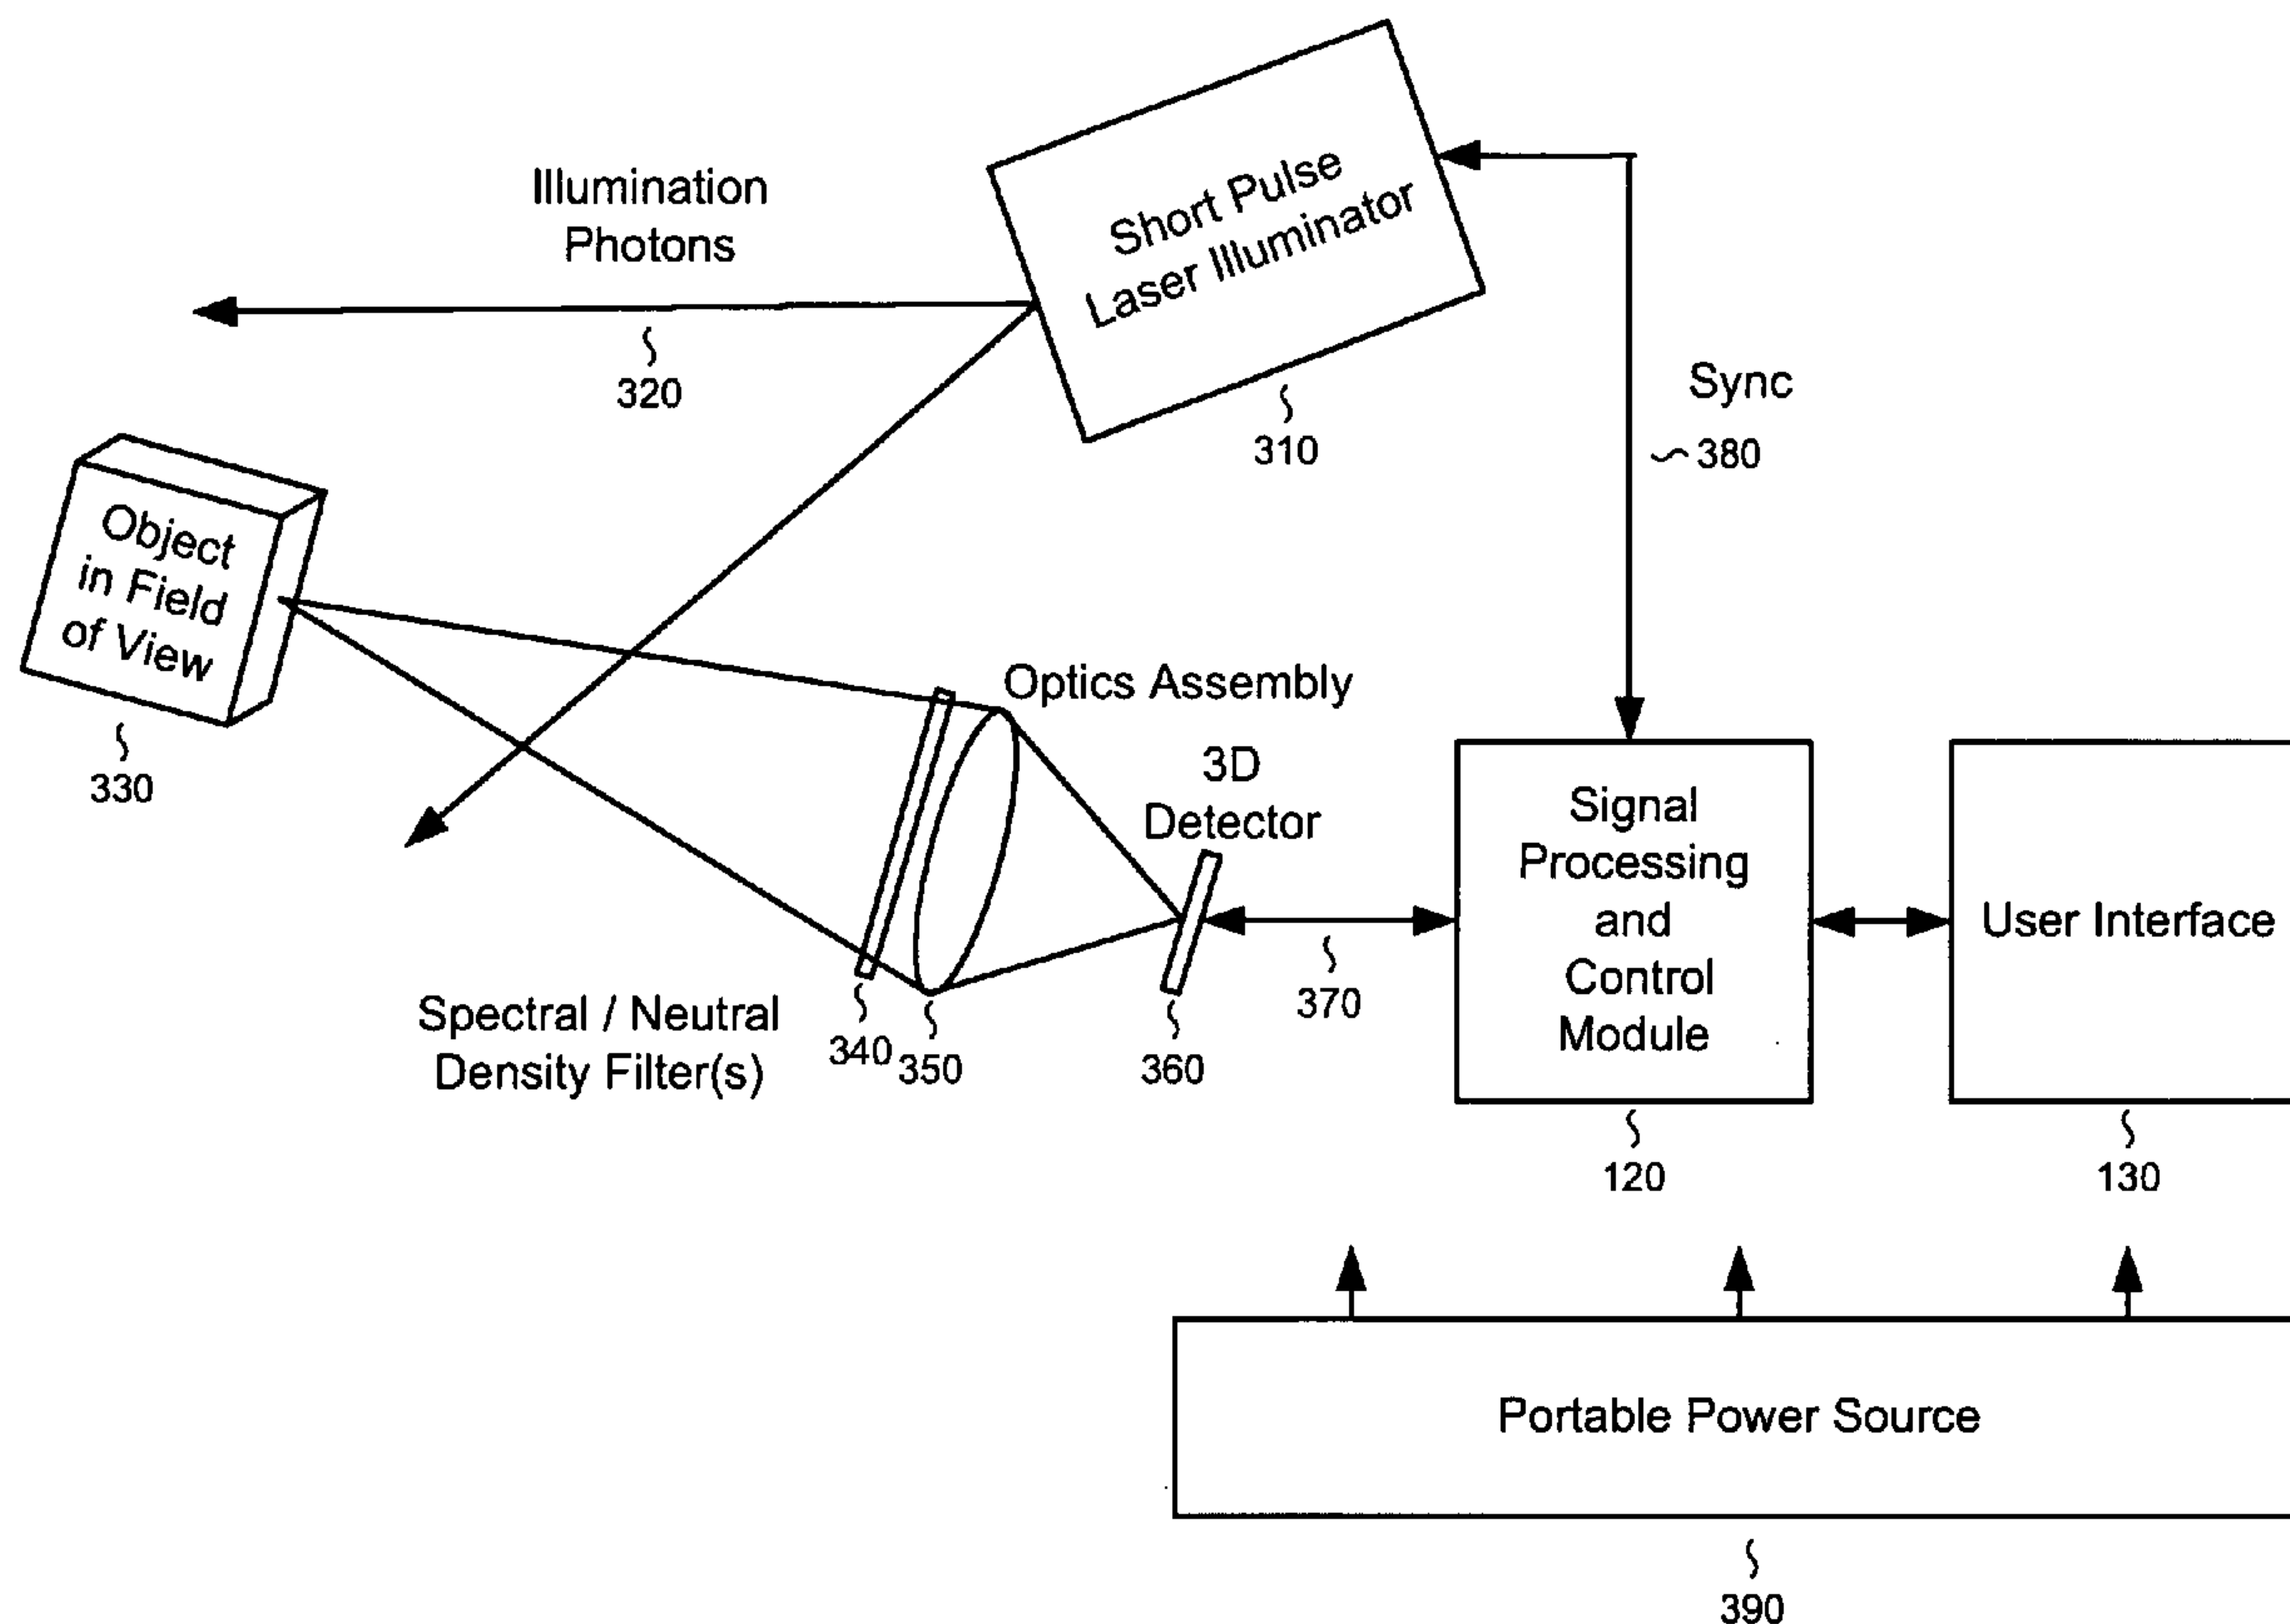 Illumination
Photons
320
Short Pulse
Laser Illuminator
310
Sync
380
Object
in Field
of View
330
Optics Assembly
3D
Detector
Spectral / Neutral
Density Filter(s)
340
350
360
370
Signal
Processing
and
Control
Module
120
User Interface
130
Portable Power Source
390